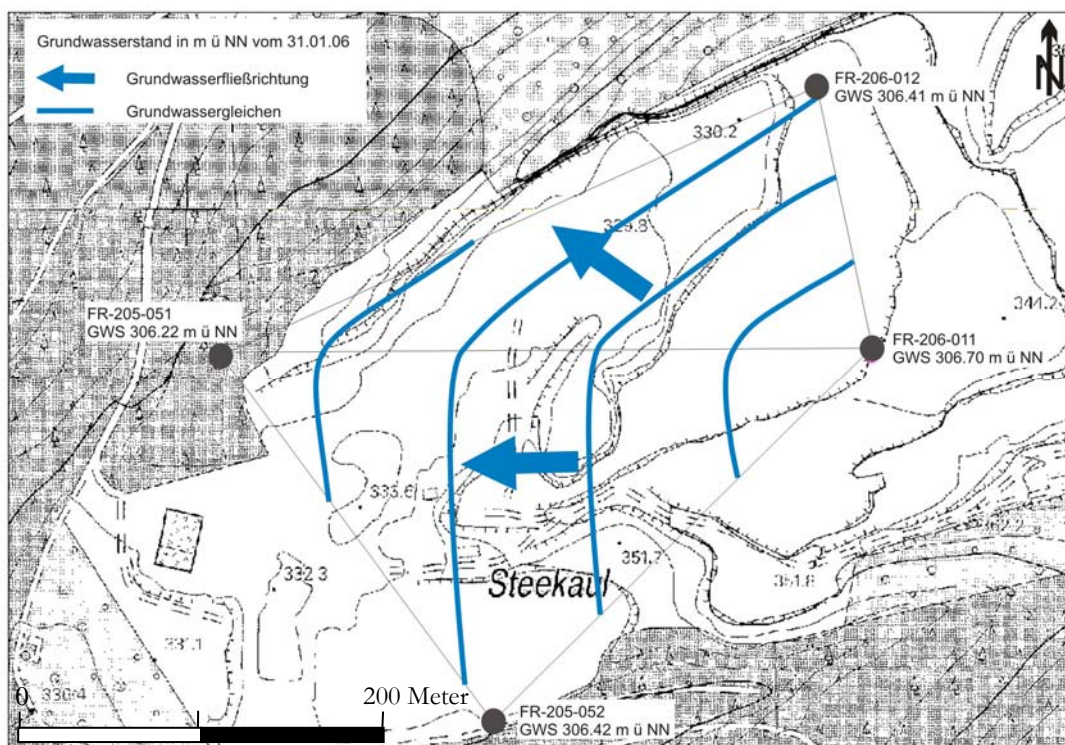 Grundwasserstand in m ü NN vom 31.01.06
Grundwasserfließrichtung
Grundwassergleichen
N
FR-206-012
GWS 306.41 m ü NN
330.2
329.8
FR-205-051
GWS 306.22 m ü NN
344.2
FR-206-011
GWS 306.70 m ü NN
333.6
351.7
351.8
332.3
Steekaul
0
200 Meter
FR-205-052
GWS 306.42 m ü NN